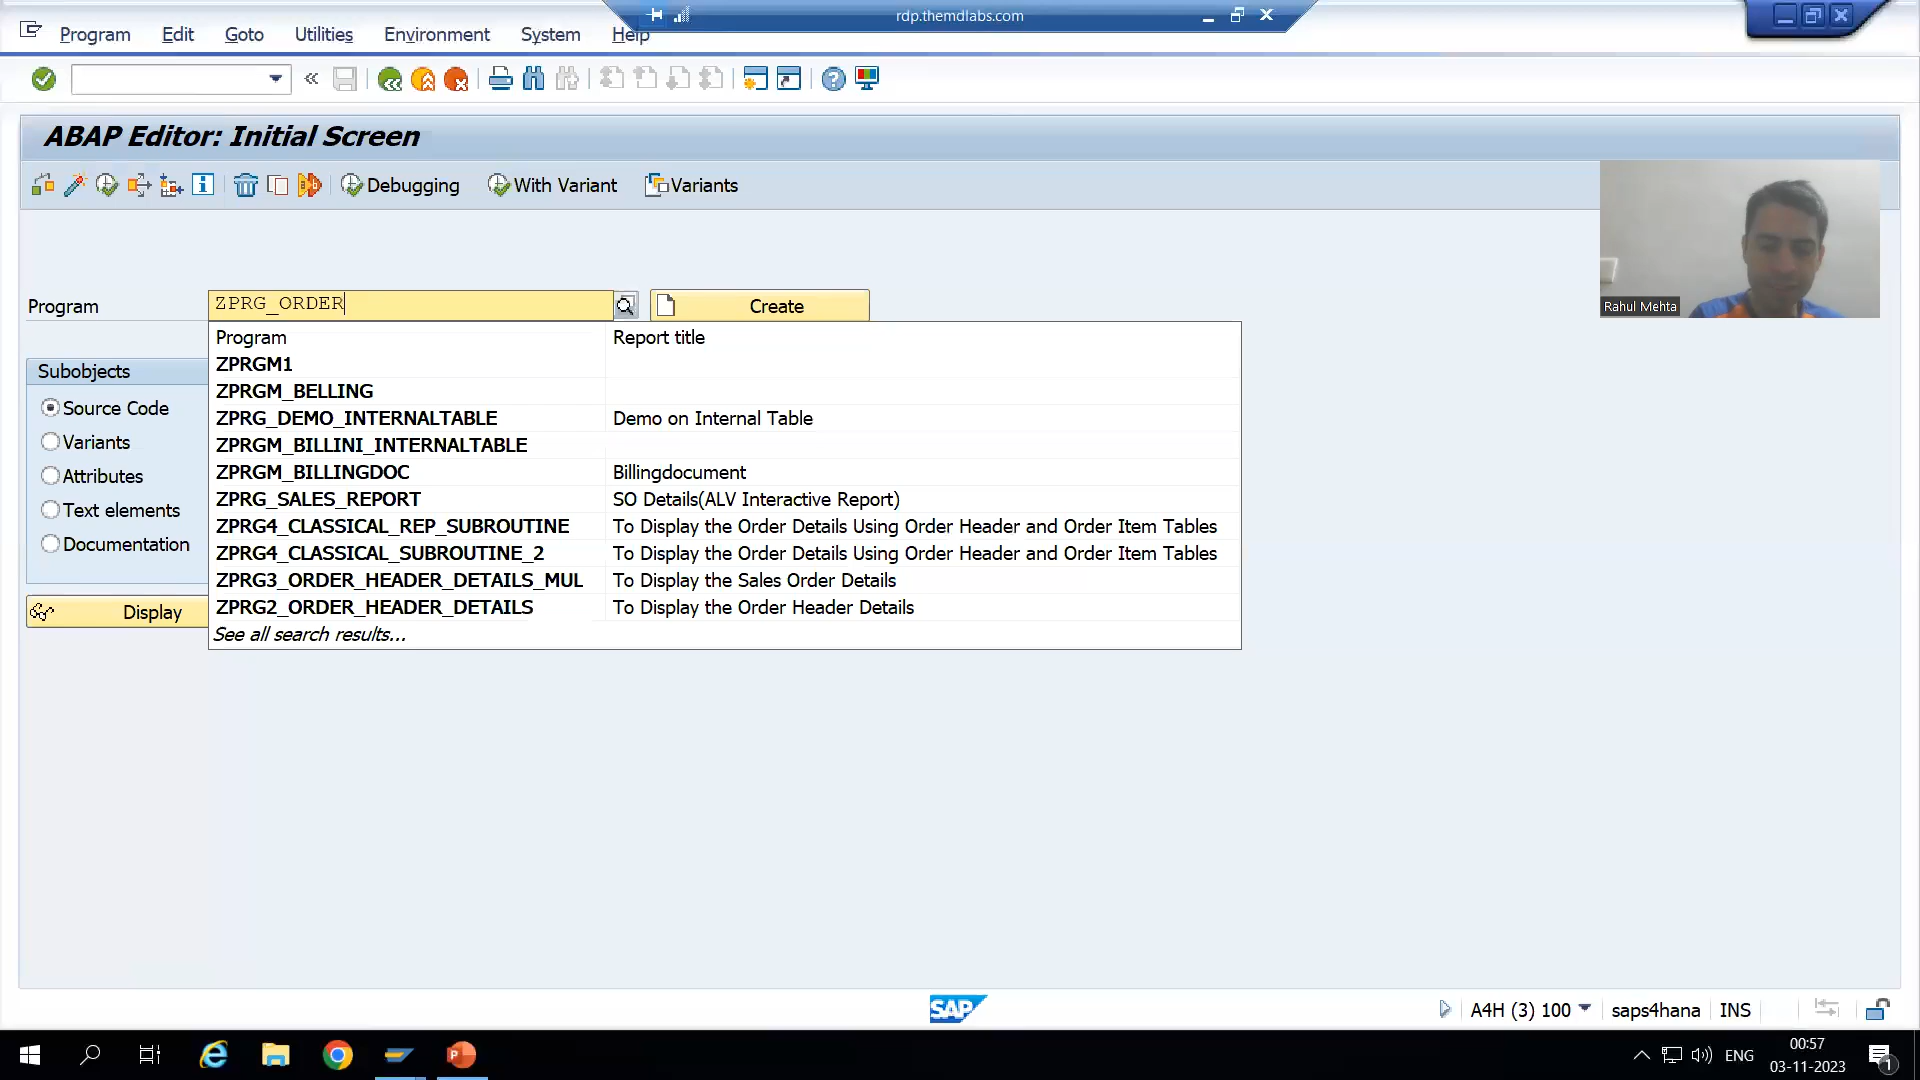 rdp.themdlabs.com
Program Edit Goto Utilities Environment System Help
ABAP Editor: Initial Screen
Debugging With Variant Variants
Rahul Mehta
Program ZPRG_ORDER Create
Program Report title
ZPRGM1
ZPRGM_BELLING
ZPRG_DEMO_INTERNALTABLE Demo on Internal Table
ZPRGM_BILLINI_INTERNALTABLE
ZPRGM_BILLINGDOC Billingdocument
ZPRG_SALES_REPORT SO Details(ALV Interactive Report)
ZPRG4_CLASSICAL_REP_SUBROUTINE To Display the Order Details Using Order Header and Order Item Tables
ZPRG4_CLASSICAL_SUBROUTINE_2 To Display the Order Details Using Order Header and Order Item Tables
ZPRG3_ORDER_HEADER_DETAILS_MUL To Display the Sales Order Details
ZPRG2_ORDER_HEADER_DETAILS To Display the Order Header Details
See all search results...
Subobjects
Source Code
Variants
Attributes
Text elements
Documentation
Display
SAP A4H (3) 100 saps4hana INS
ENG
00:57
03-11-2023
1